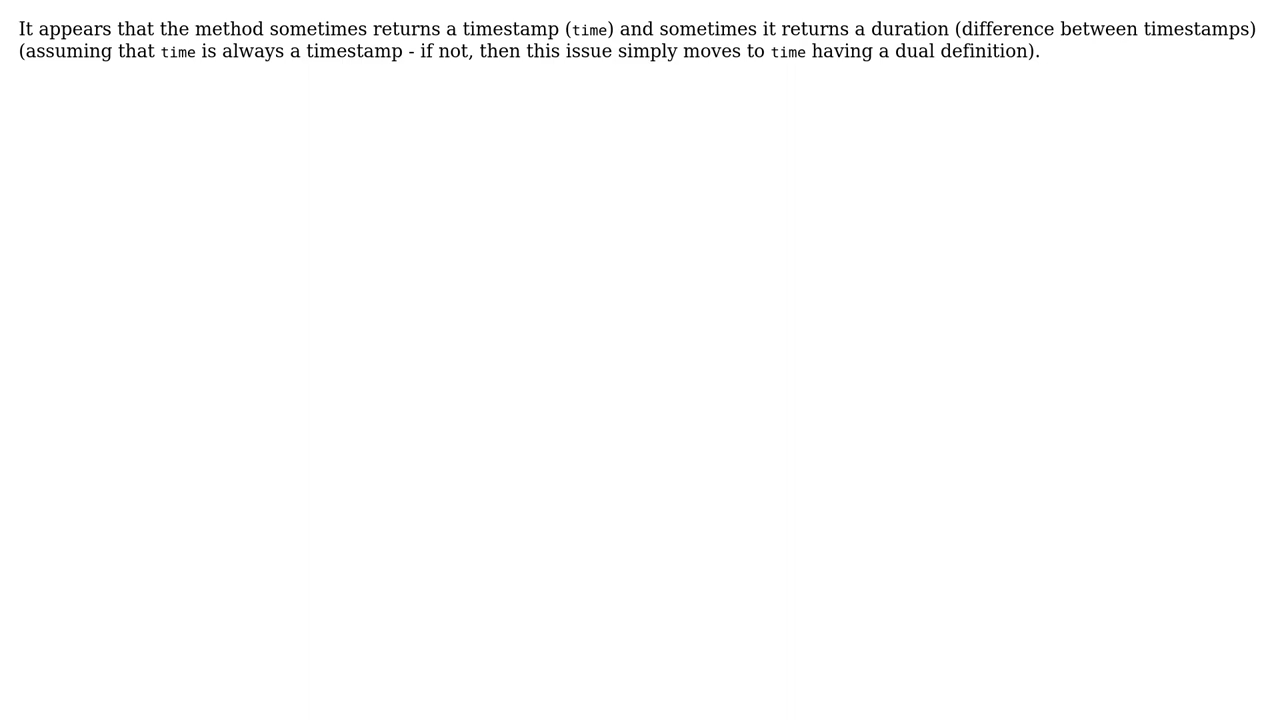 It appears that the method sometimes returns a timestamp (time) and sometimes it returns a duration (difference between timestamps)
(assuming that time is always a timestamp - if not, then this issue simply moves to time having a dual definition).